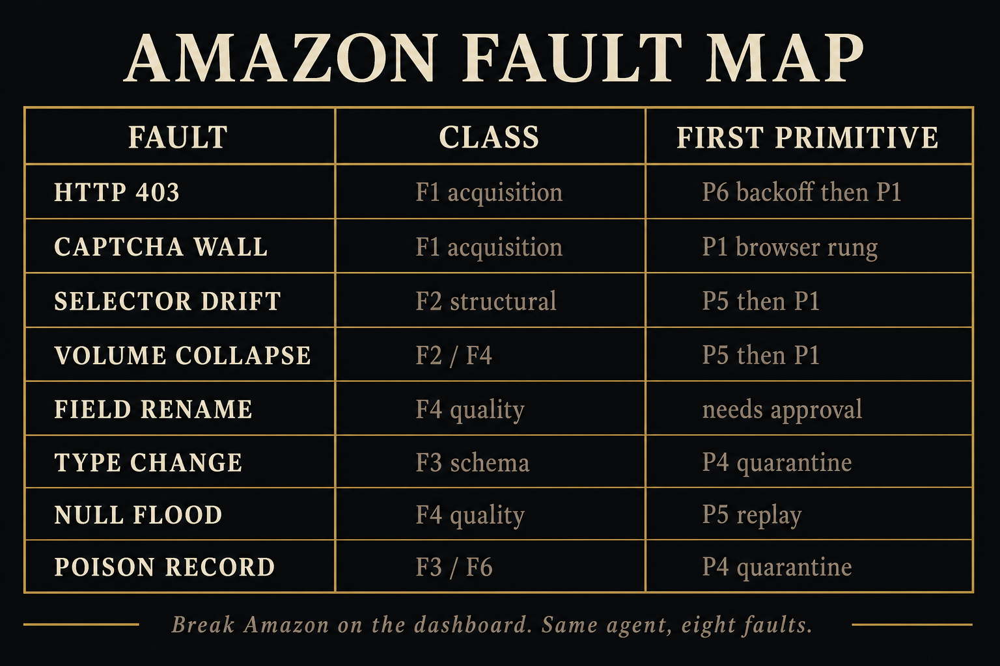 AMAZON FAULT MAP
FAULT CLASS FIRST PRIMITIVE
HTTP 403 F1 acquisition P6 backoff then P1
CAPTCHA WALL F1 acquisition P1 browser rung
SELECTOR DRIFT F2 structural P5 then P1
VOLUME COLLAPSE F2 / F4 P5 then P1
FIELD RENAME F4 quality needs approval
TYPE CHANGE F3 schema P4 quarantine
NULL FLOOD F4 quality P5 replay
POISON RECORD F3 / F6 P4 quarantine
Break Amazon on the dashboard. Same agent, eight faults.